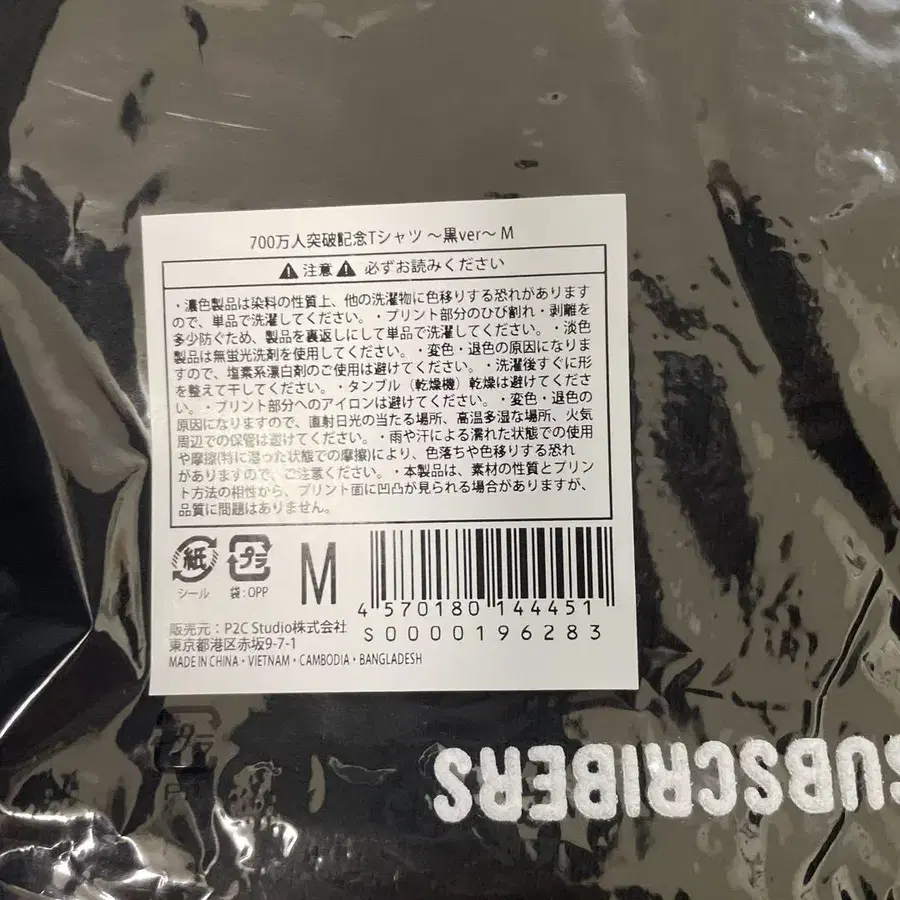 700万人突破記念Tシャツ ～黒ver～ M
⚠注意⚠ 必ずお読みください
・濃色製品は染料の性質上、他の洗濯物に色移りする恐れがあります
ので、単品で洗濯してください。・プリント部分のひび割れ・剥離を
多少防ぐため、製品を裏返しにして単品で洗濯してください。・淡色
製品は無蛍光洗剤を使用してください。・変色・退色の原因になりま
すので、塩素系漂白剤のご使用は避けてください。・洗濯後すぐに形
を整えて干してください。・タンブル（乾燥機）乾燥は避けてくださ
い。・プリント部分へのアイロンは避けてください。・変色・退色の
原因になりますので、直射日光の当たる場所、高温多湿な場所、火気
周辺での保管は避けてください。・雨や汗による濡れた状態での使用
や摩擦(特に湿った状態での摩擦)により、色落ちや色移りする恐れ
がありますので、ご注意ください。・本製品は、素材の性質とプリン
ト方法の相性から、プリント面に凹凸が見られる場合がありますが、
品質に問題はありません。
紙 プラ M
シール 袋:OPP
4 570180 144451
S0000196283
販売元：P2C Studio株式会社
東京都港区赤坂9-7-1
MADE IN CHINA・VIETNAM・CAMBODIA・BANGLADESH
プラ
SUBSCRIBERS